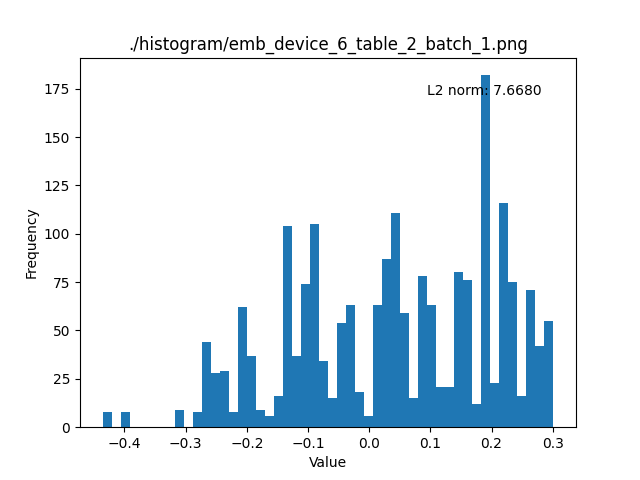 ./histogram/emb_device_6_table_2_batch_1.png
L2 norm: 7.6680
175
150
125
100
75
50
25
0
Frequency
−0.4 −0.3 −0.2 −0.1 0.0 0.1 0.2 0.3
Value